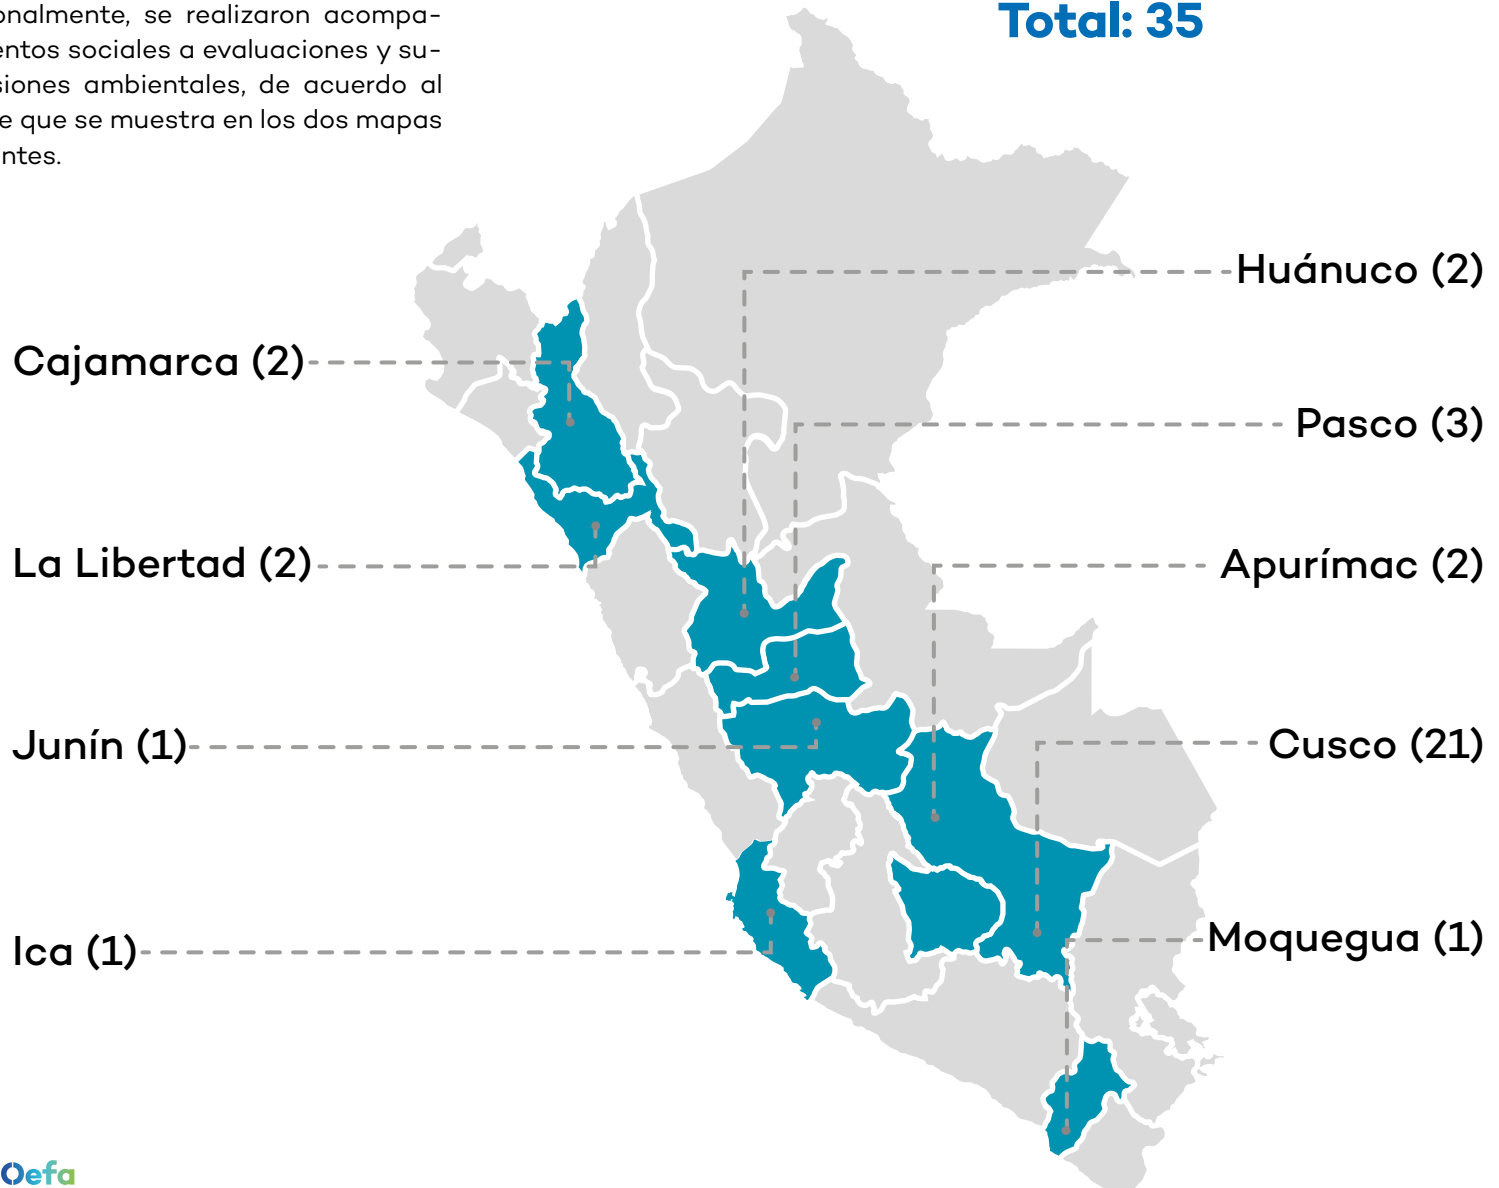 onalmente, se realizaron acompa-
entos sociales a evaluaciones y su-
siones ambientales, de acuerdo al
e que se muestra en los dos mapas
ntes.
Total: 35
Huánuco (2)
Cajamarca (2)
Pasco (3)
La Libertad (2)
Apurímac (2)
Junín (1)
Cusco (21)
Ica (1)
Moquegua (1)
Oefa